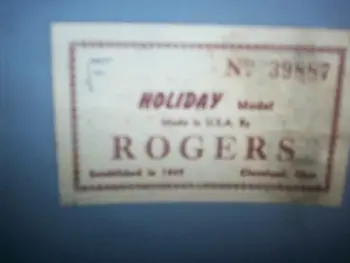 No 39887
HOLIDAY Model
Made in U.S.A. By
ROGERS
Established in 1849 Cleveland, Ohio